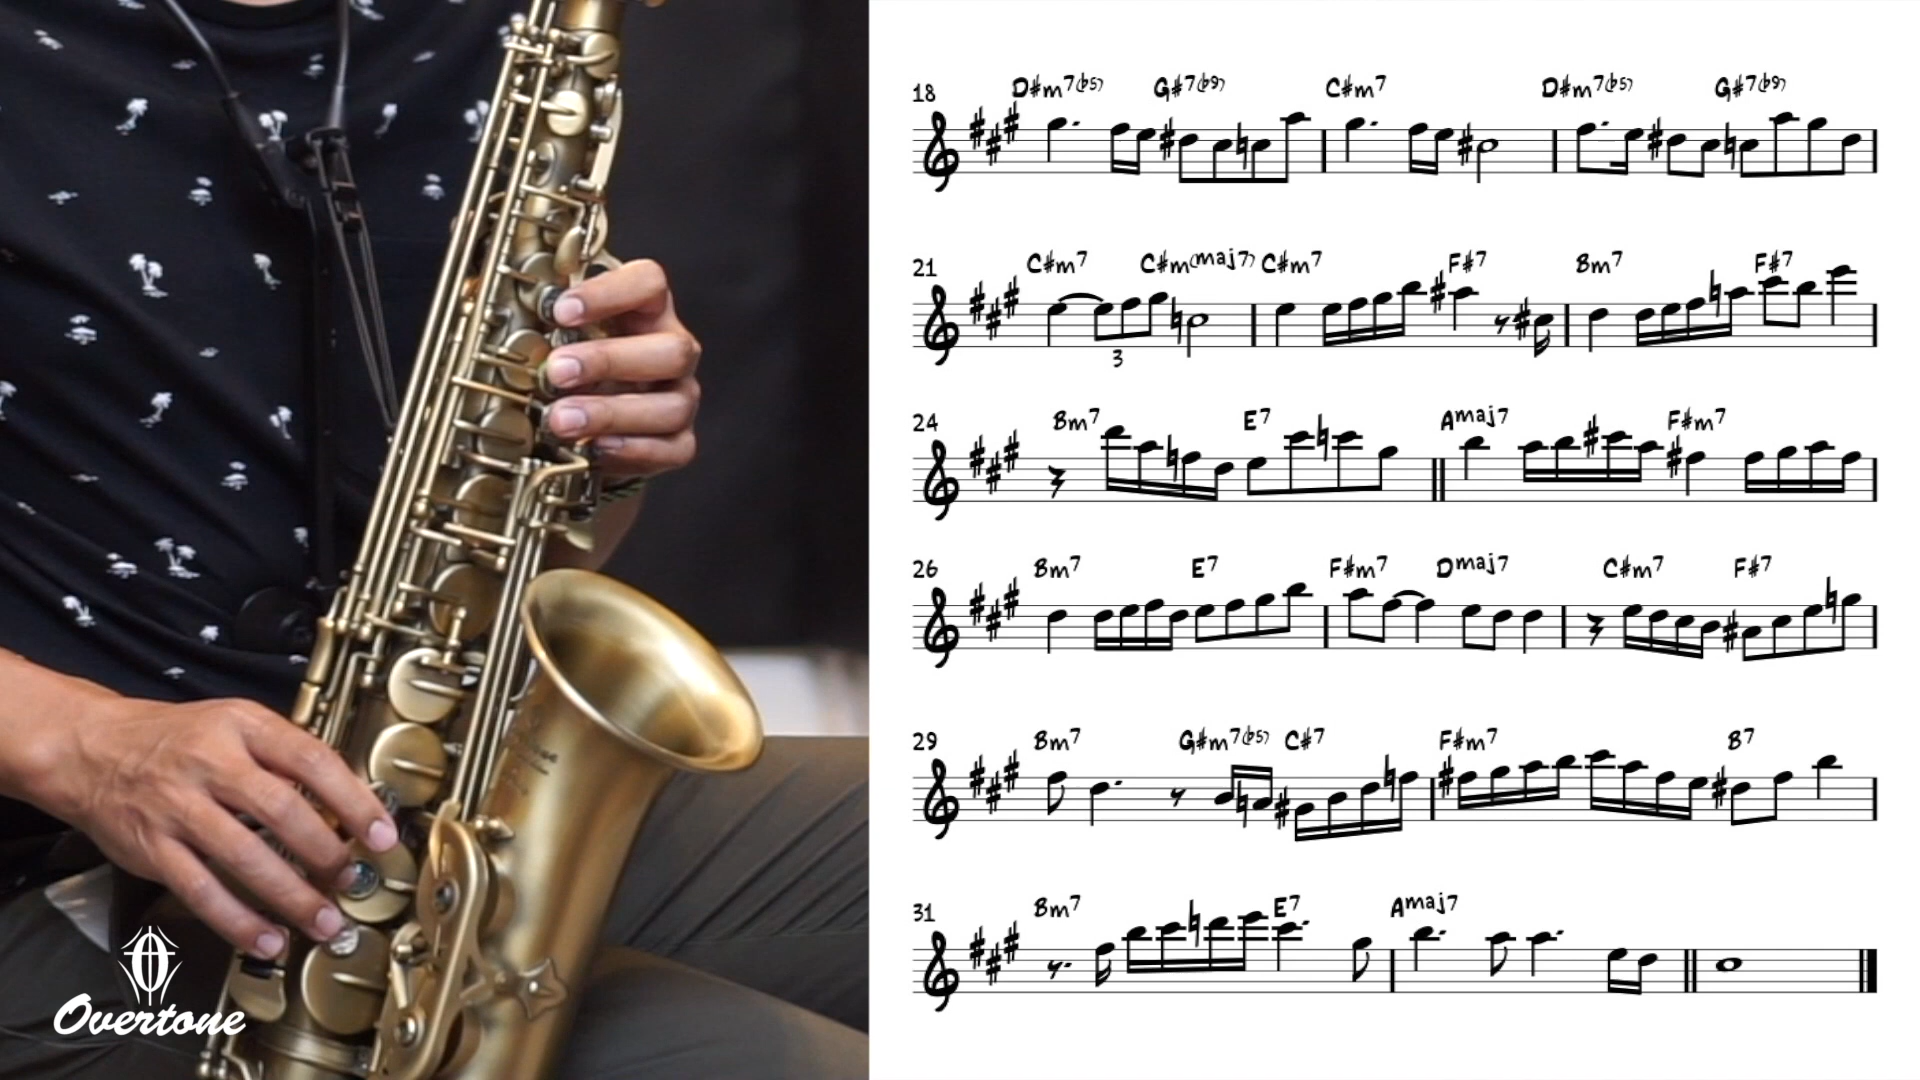 18 D#m7(b5) G#7(b9) C#m7 D#m7(b5) G#7(b9)
21 C#m7 C#m(maj7) C#m7 F#7 Bm7 F#7
3
24 Bm7 E7 Amaj7 F#m7
26 Bm7 E7 F#m7 Dmaj7 C#m7 F#7
29 Bm7 G#m7(b5) C#7 F#m7 B7
31 Bm7 E7 Amaj7
Overtone